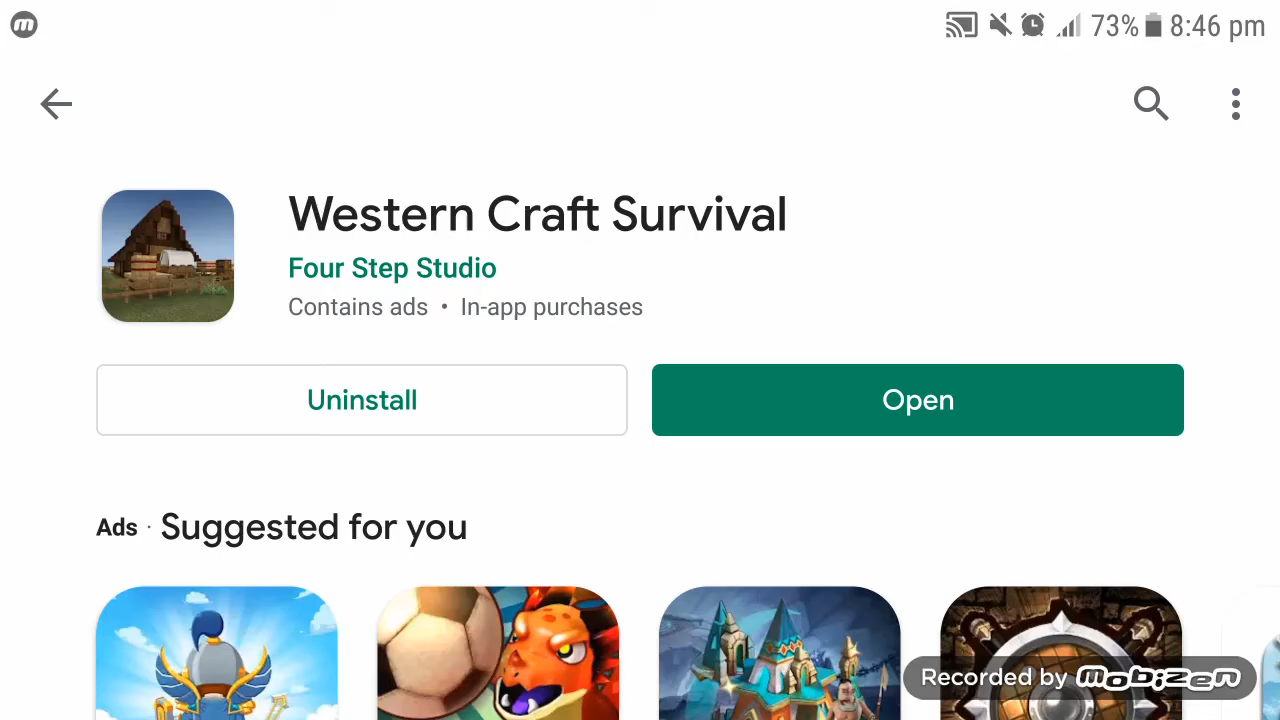 73% 8:46 pm
Western Craft Survival
Four Step Studio
Contains ads • In-app purchases
Uninstall
Open
Ads · Suggested for you
Recorded by mobizen